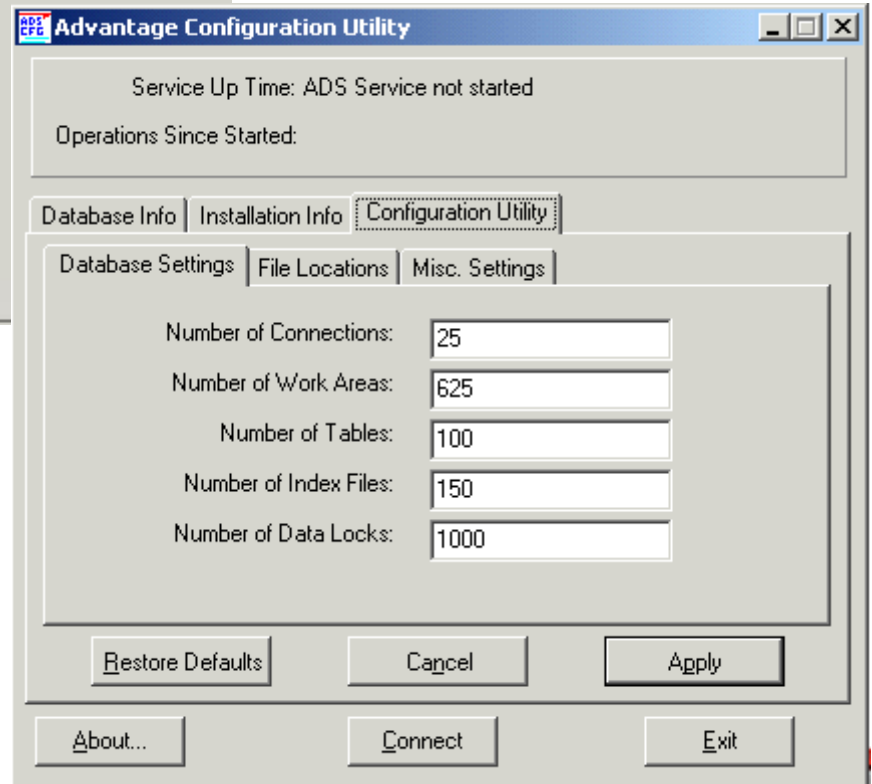 ADS CFG Advantage Configuration Utility
Service Up Time: ADS Service not started
Operations Since Started:
Database Info Installation Info Configuration Utility
Database Settings File Locations Misc. Settings
Number of Connections: 25
Number of Work Areas: 625
Number of Tables: 100
Number of Index Files: 150
Number of Data Locks: 1000
Restore Defaults Cancel Apply
About... Connect Exit